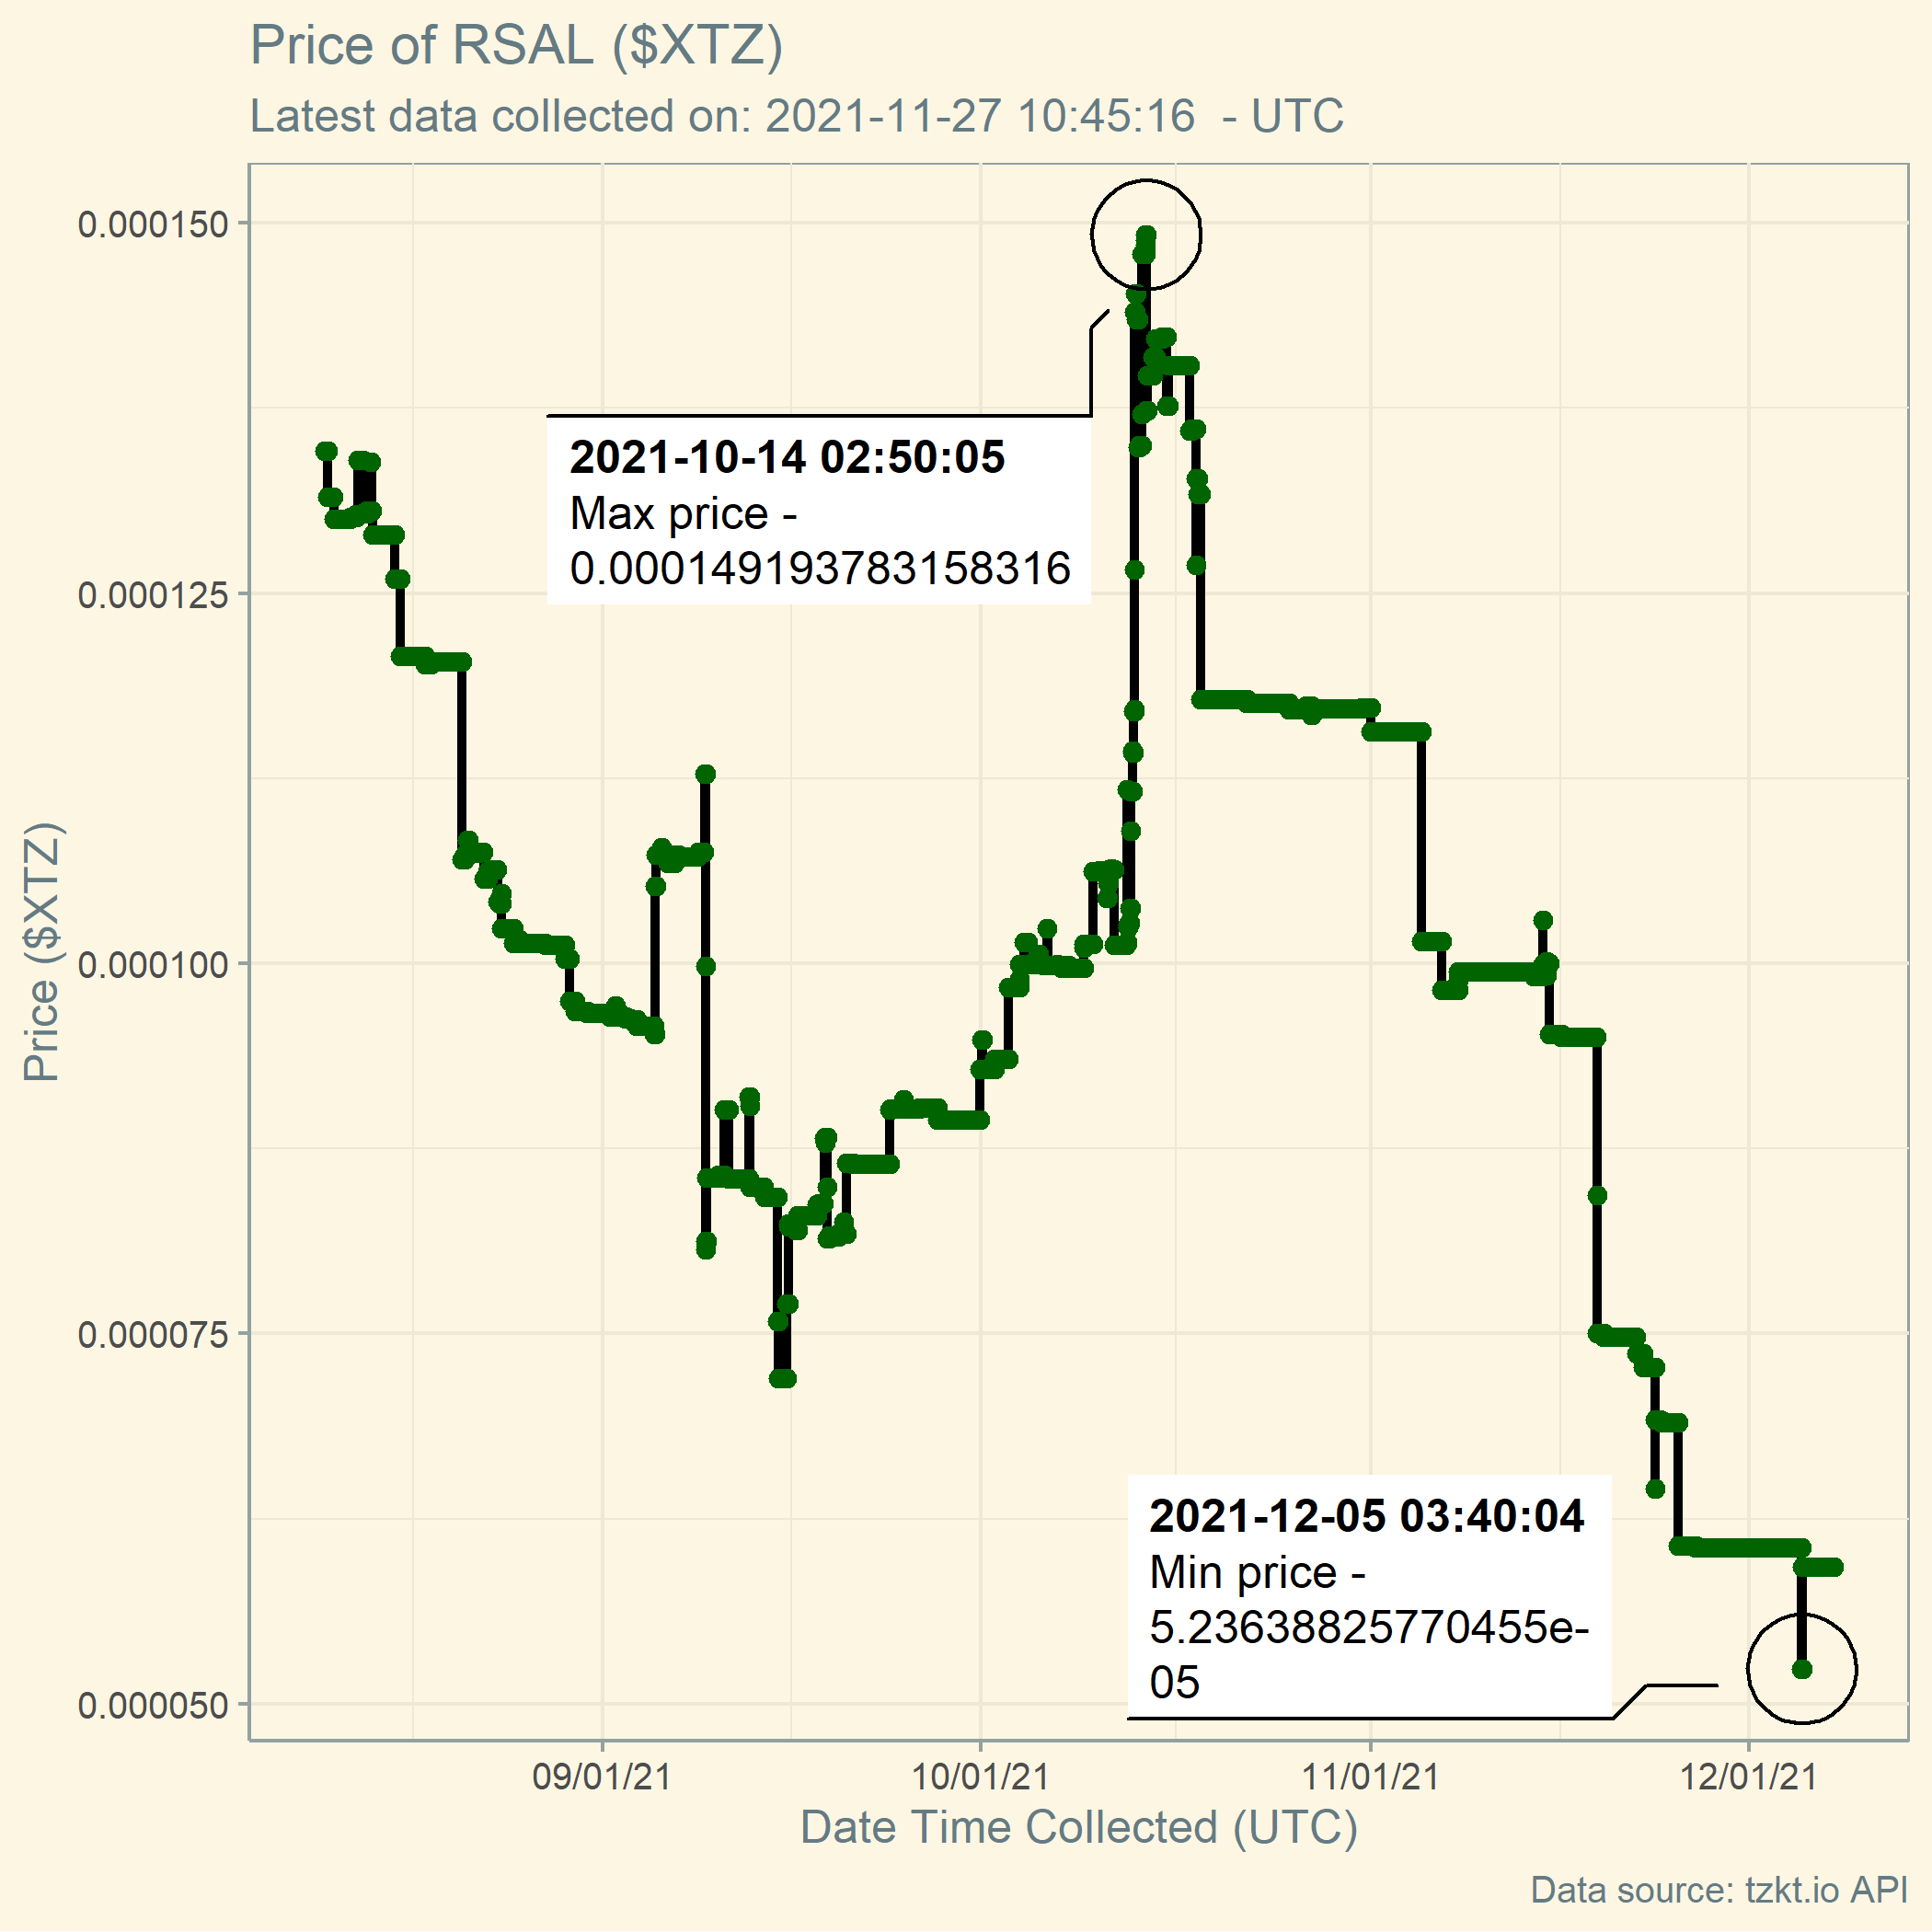 Price of RSAL ($XTZ)
Latest data collected on: 2021-11-27 10:45:16  - UTC
0.000150
0.000125
0.000100
0.000075
0.000050
Price ($XTZ)
2021-10-14 02:50:05
Max price -
0.000149193783158316
2021-12-05 03:40:04
Min price -
5.23638825770455e-
05
09/01/21
10/01/21
11/01/21
12/01/21
Date Time Collected (UTC)
Data source: tzkt.io API